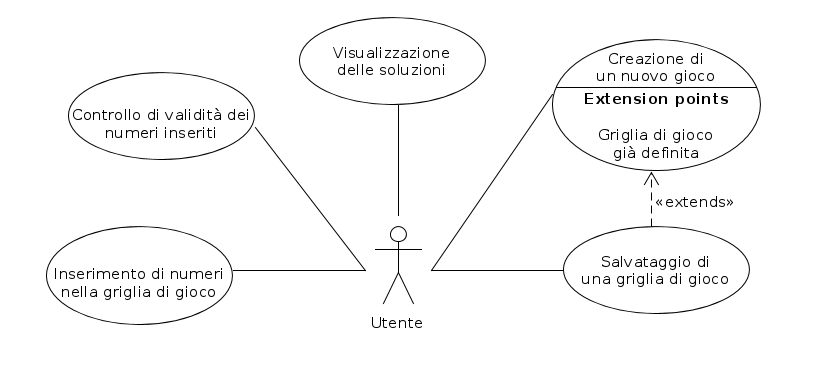 Visualizzazione
delle soluzioni
Creazione di
un nuovo gioco
Extension points
Griglia di gioco
già definita
Controllo di validità dei
numeri inseriti
«extends»
Inserimento di numeri
nella griglia di gioco
Salvataggio di
una griglia di gioco
Utente